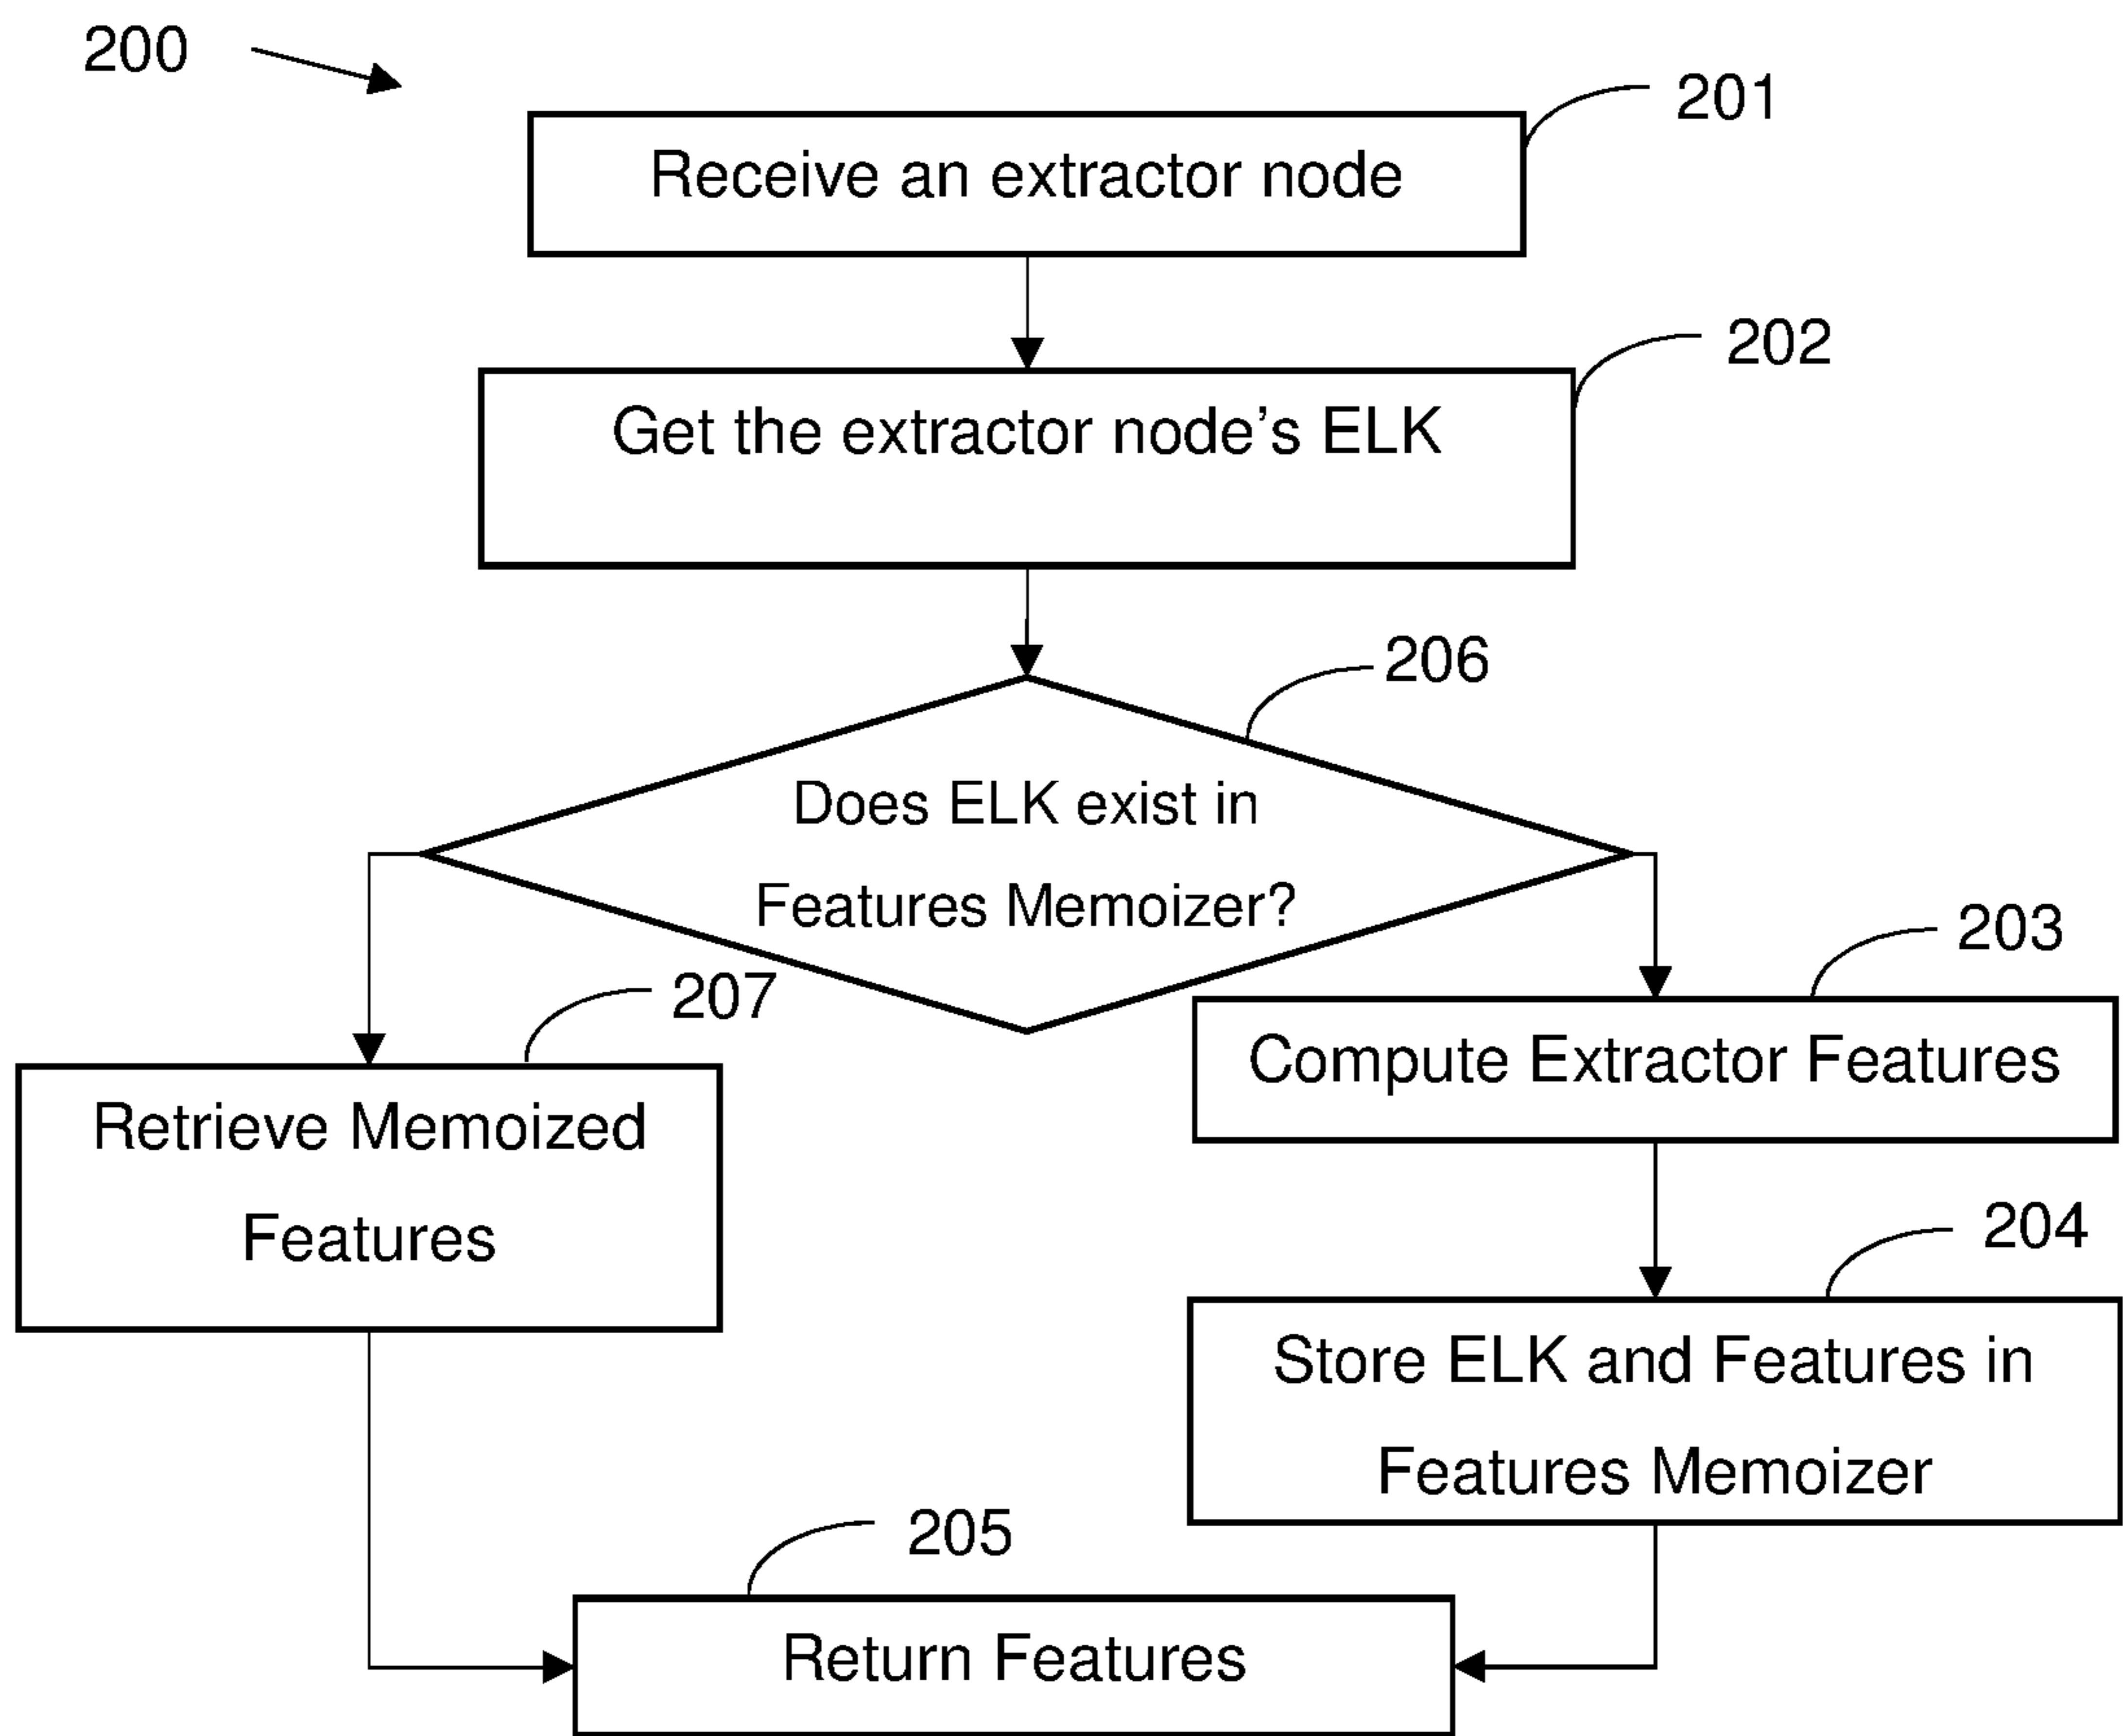 200
201
Receive an extractor node
202
Get the extractor node’s ELK
206
Does ELK exist in
Features Memoizer?
203
207
Compute Extractor Features
Retrieve Memoized
Features
204
Store ELK and Features in
Features Memoizer
205
Return Features